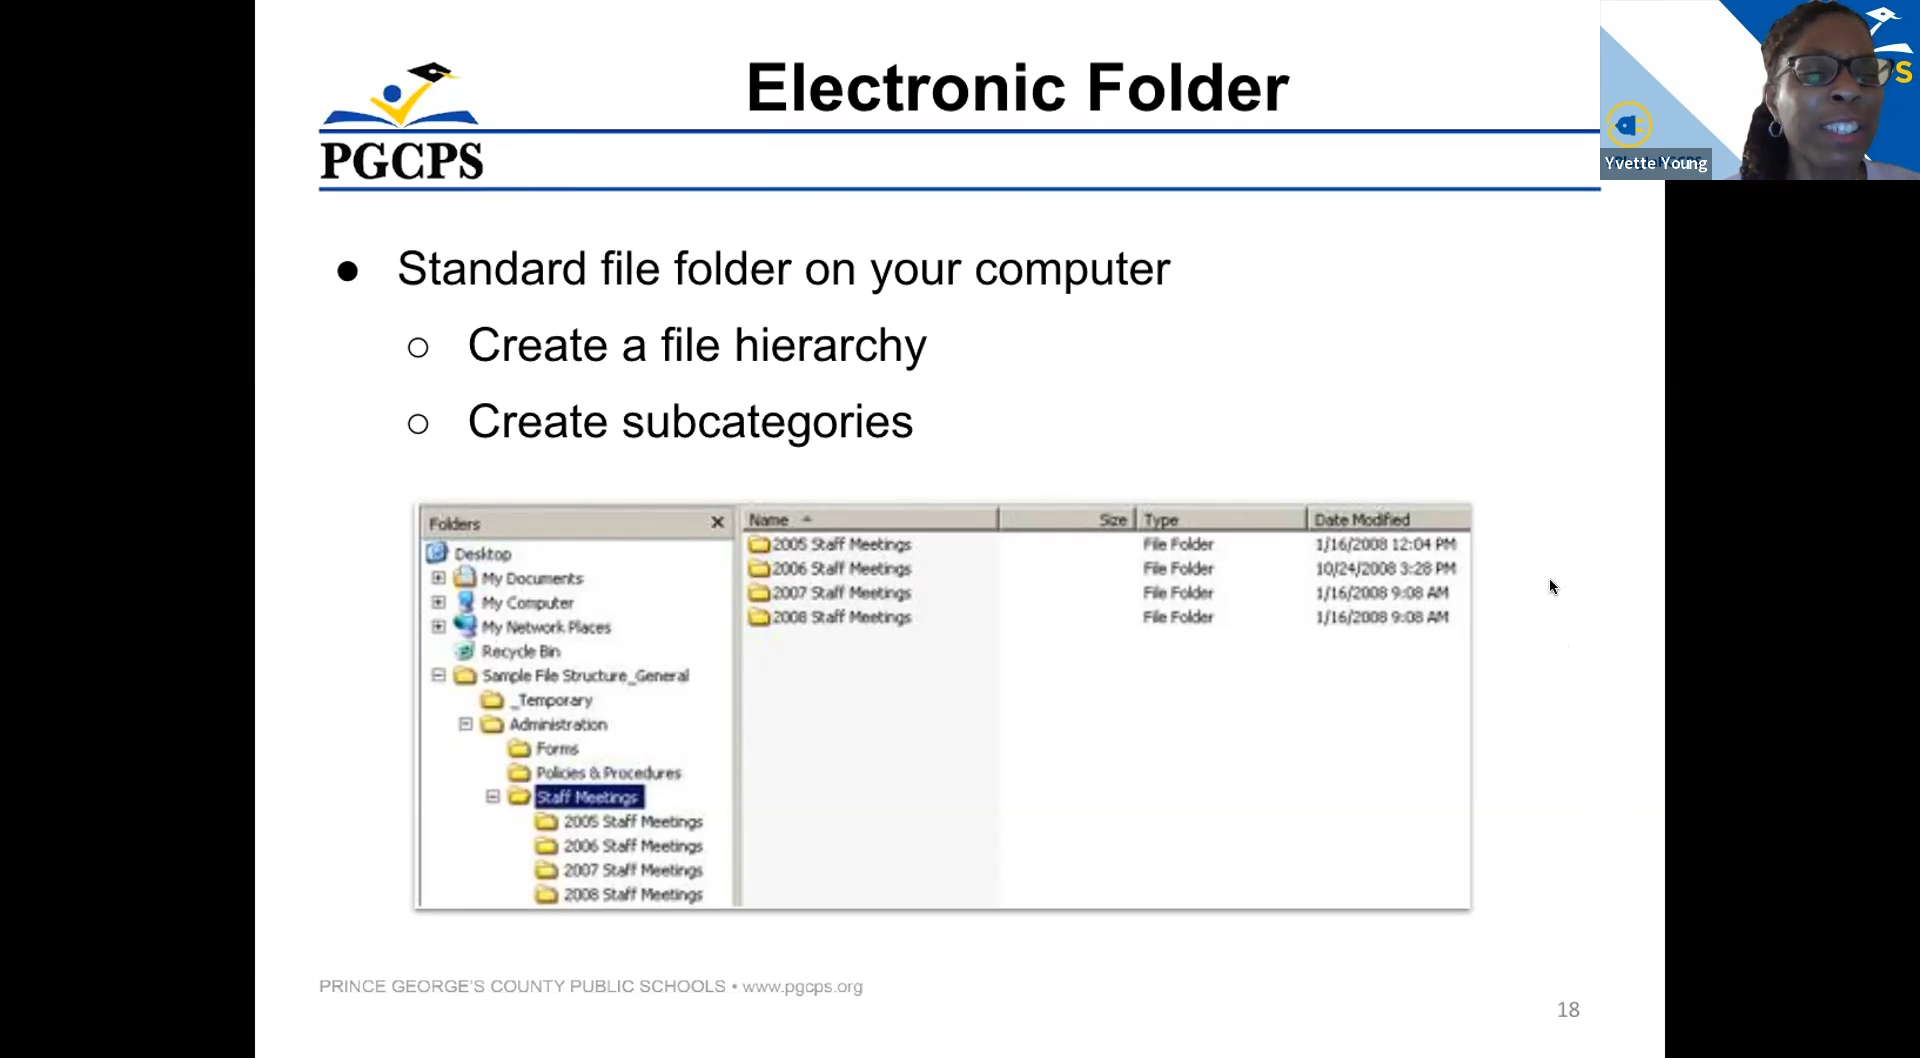 Electronic Folder
PGCPS
S
Yvette Young
● Standard file folder on your computer
○ Create a file hierarchy
○ Create subcategories
Folders
Desktop
My Documents
My Computer
My Network Places
Recycle Bin
Sample File Structure_General
_Temporary
Administration
Forms
Policies & Procedures
Staff Meetings
2005 Staff Meetings
2006 Staff Meetings
2007 Staff Meetings
2008 Staff Meetings
Name Size Type Date Modified
2005 Staff Meetings File Folder 1/16/2008 12:04 PM
2006 Staff Meetings File Folder 10/24/2008 3:28 PM
2007 Staff Meetings File Folder 1/16/2008 9:08 AM
2008 Staff Meetings File Folder 1/16/2008 9:08 AM
PRINCE GEORGE'S COUNTY PUBLIC SCHOOLS • www.pgcps.org
18